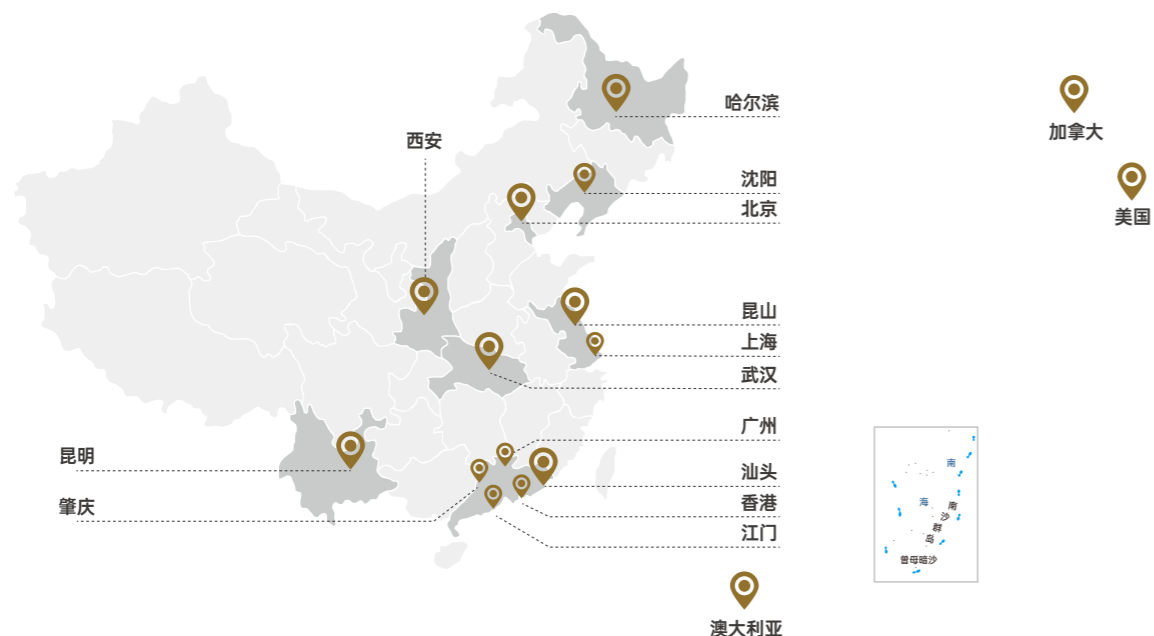 哈尔滨
加拿大
西安
沈阳
北京
美国
昆山
上海
武汉
广州
昆明
汕头
南
海
香港
肇庆
南
沙
群
岛
江门
曾母暗沙
澳大利亚